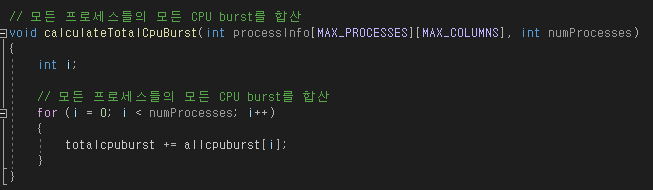 // 모든 프로세스들의 모든 CPU burst를 합산
void calculateTotalCpuBurst(int processInfo[MAX_PROCESSES][MAX_COLUMNS], int numProcesses)
{
int i;
// 모든 프로세스들의 모든 CPU burst를 합산
for (i = 0; i < numProcesses; i++)
{
totalcpuburst += allcpuburst[i];
}
}